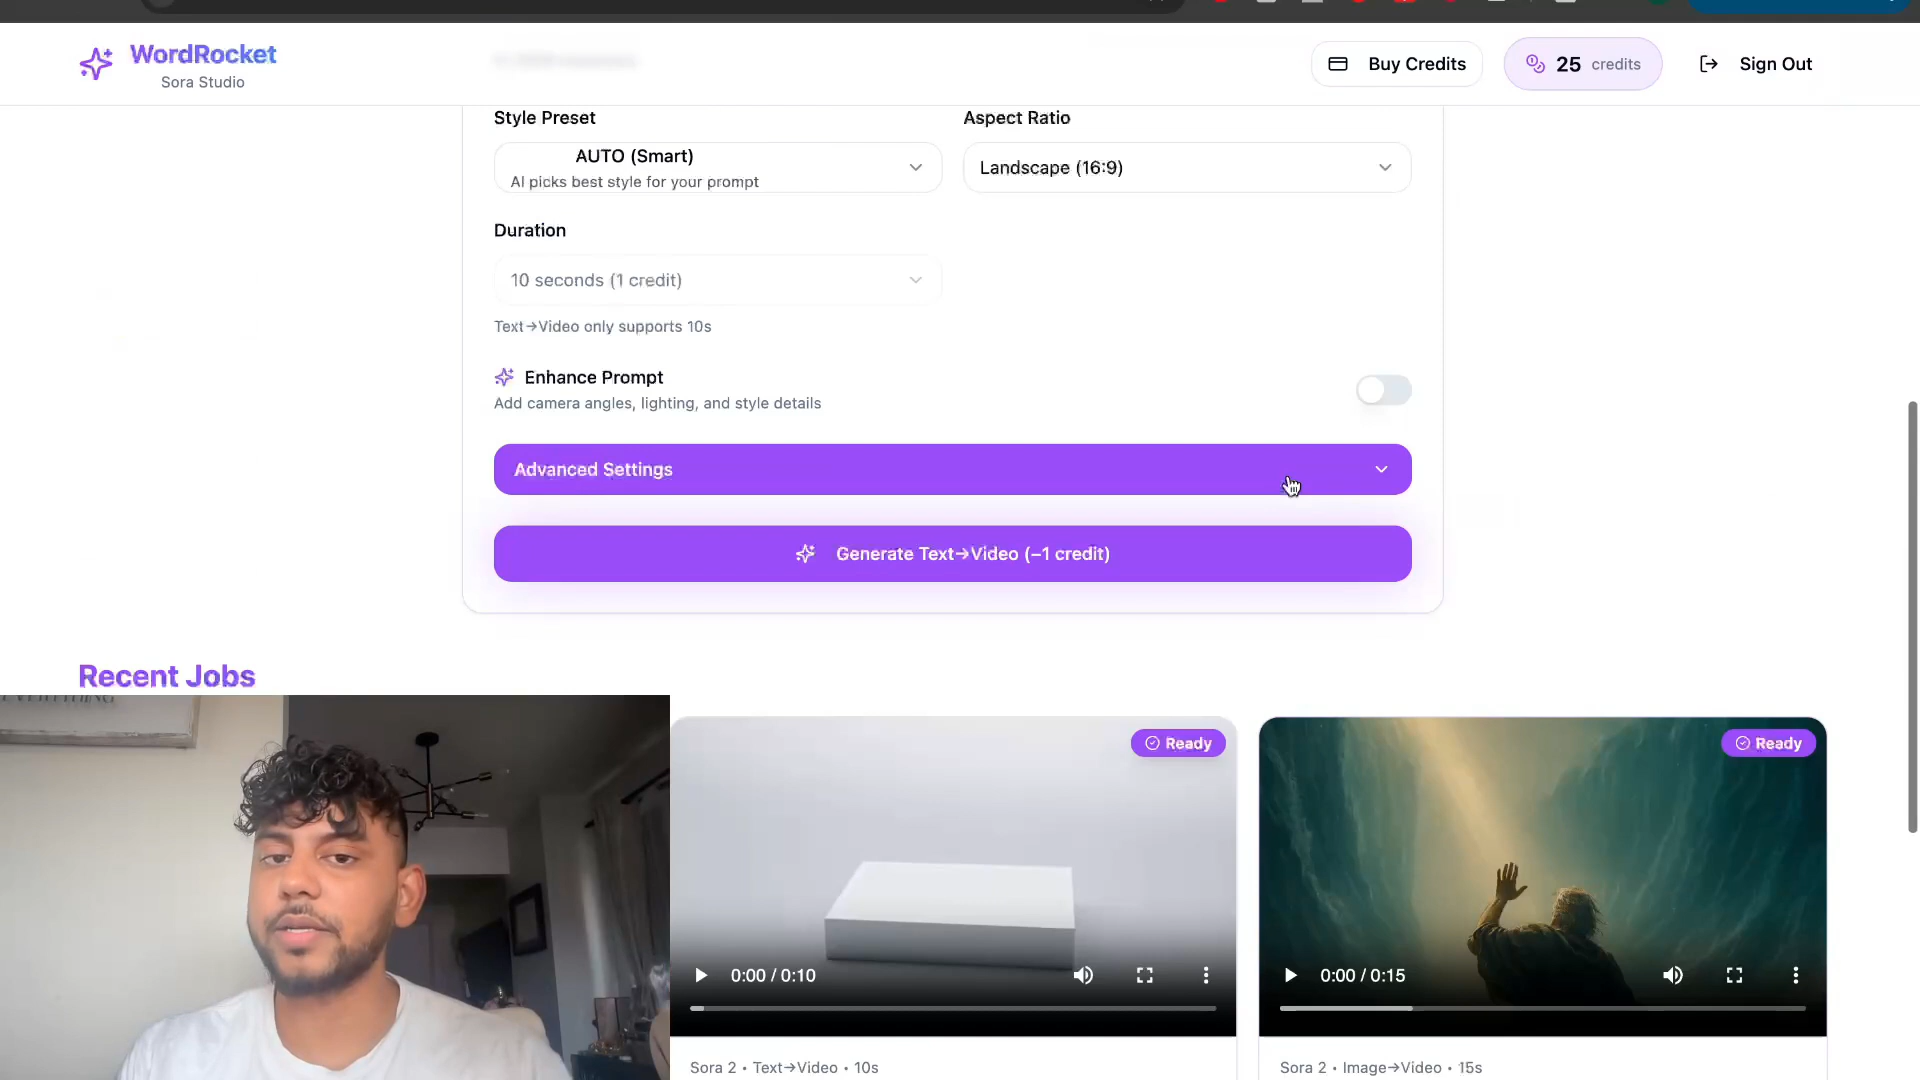 WordRocket
Sora Studio
Buy Credits
25 credits
Sign Out
Style Preset
Aspect Ratio
AUTO (Smart)
AI picks best style for your prompt
Landscape (16:9)
Duration
10 seconds (1 credit)
Text→Video only supports 10s
Enhance Prompt
Add camera angles, lighting, and style details
Advanced Settings
Generate Text→Video (−1 credit)
Recent Jobs
EVERYTHING
Ready
Ready
0:00 / 0:10
0:00 / 0:15
Sora 2 • Text→Video • 10s
Sora 2 • Image→Video • 15s